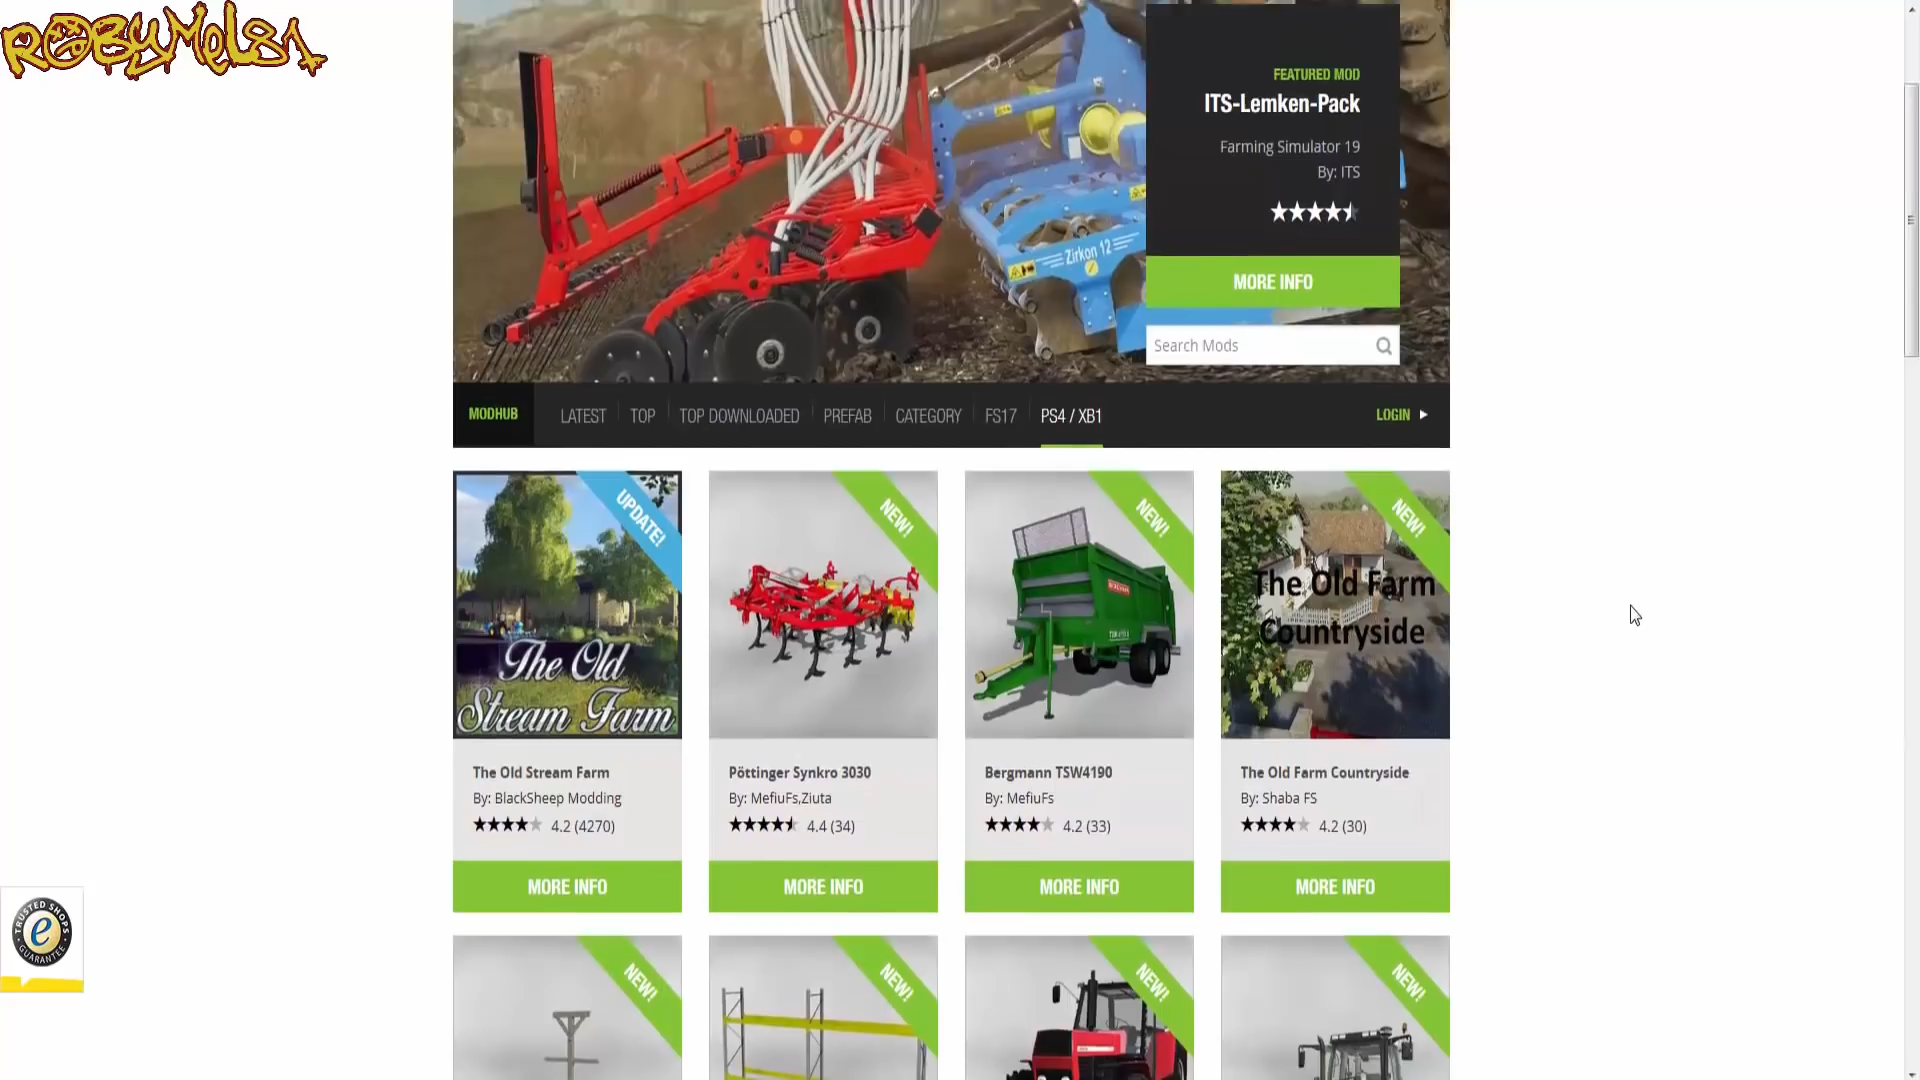 RobyMel81
FEATURED MOD
ITS-Lemken-Pack
Farming Simulator 19
By: ITS
MORE INFO
Search Mods
Zirkon 12
MODHUB
LATEST
TOP
TOP DOWNLOADED
PREFAB
CATEGORY
FS17
PS4 / XB1
LOGIN
UPDATE!
The Old
Stream Farm
NEW!
NEW!
NEW!
The Old Farm
Countryside
The Old Stream Farm
By: BlackSheep Modding
4.2 (4270)
MORE INFO
Pöttinger Synkro 3030
By: MefiuFs,Ziuta
4.4 (34)
MORE INFO
Bergmann TSW4190
By: MefiuFs
4.2 (33)
MORE INFO
The Old Farm Countryside
By: Shaba FS
4.2 (30)
MORE INFO
TRUSTED SHOPS
e
GUARANTEE
NEW!
NEW!
NEW!
NEW!